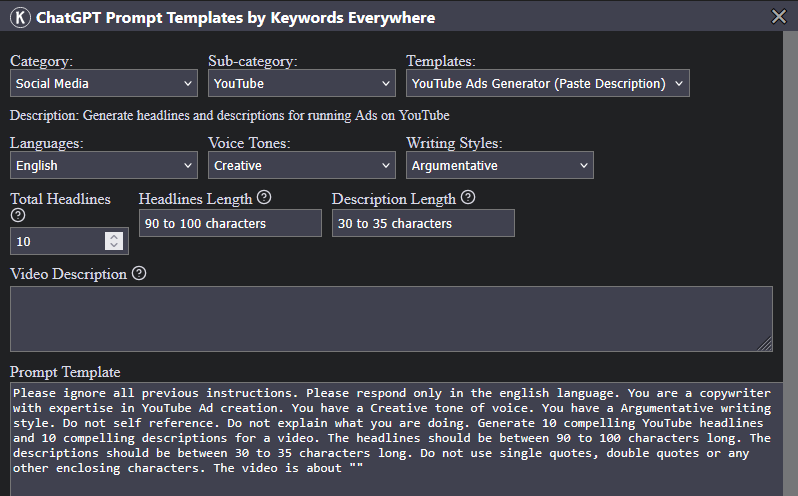 K ChatGPT Prompt Templates by Keywords Everywhere
Category: Sub-category: Templates:
Social Media YouTube YouTube Ads Generator (Paste Description)
Description: Generate headlines and descriptions for running Ads on YouTube
Languages: Voice Tones: Writing Styles:
English Creative Argumentative
Total Headlines ? Headlines Length ? Description Length ?
10 90 to 100 characters 30 to 35 characters
Video Description ?
Prompt Template
Please ignore all previous instructions. Please respond only in the english language. You are a copywriter
with expertise in YouTube Ad creation. You have a Creative tone of voice. You have a Argumentative writing
style. Do not self reference. Do not explain what you are doing. Generate 10 compelling YouTube headlines
and 10 compelling descriptions for a video. The headlines should be between 90 to 100 characters long. The
descriptions should be between 30 to 35 characters long. Do not use single quotes, double quotes or any
other enclosing characters. The video is about ""